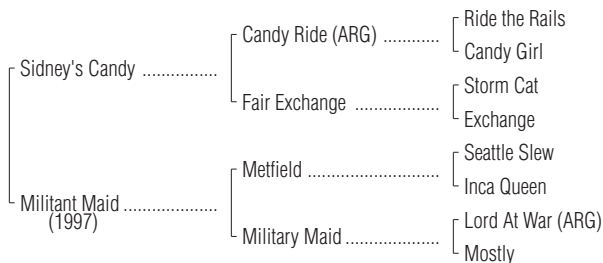 Ride the Rails
Candy Ride (ARG) ............
Candy Girl
Sidney's Candy ................
Storm Cat
Fair Exchange ..................
Exchange
Seattle Slew
Metfield ............................
Inca Queen
Militant Maid ....................
(1997)
Lord At War (ARG)
Military Maid ....................
Mostly